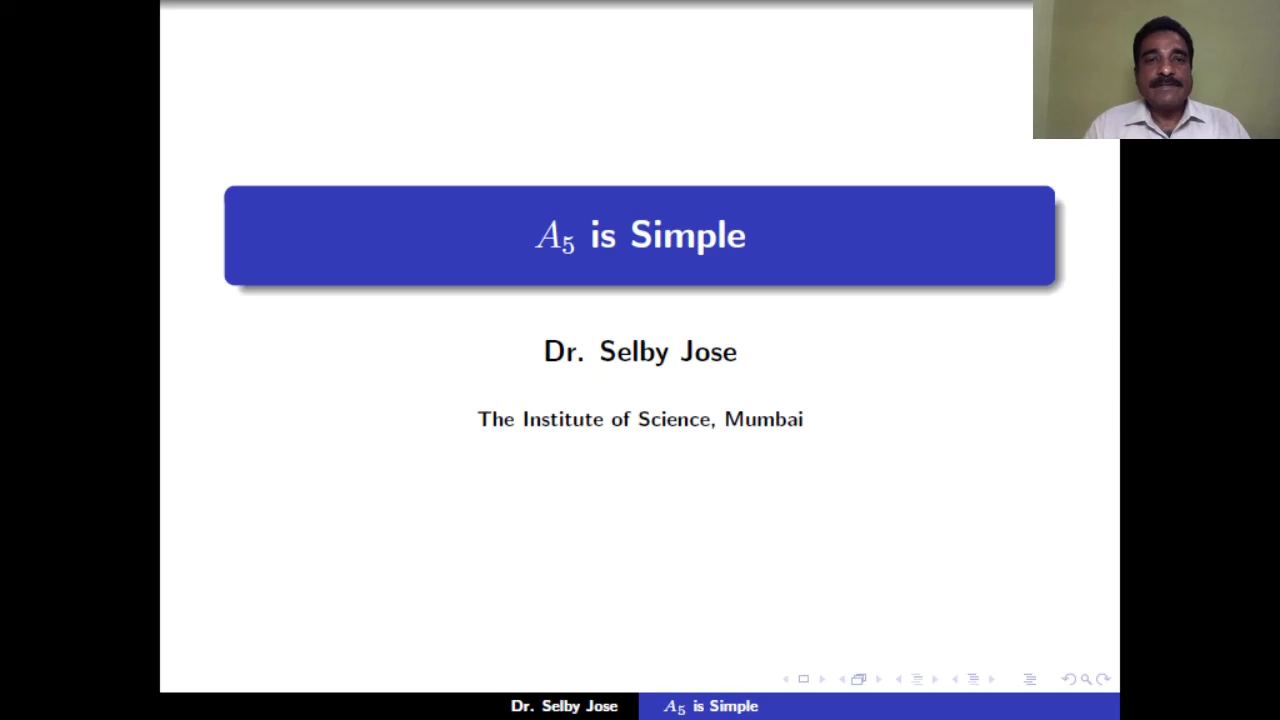 A₅ is Simple
Dr. Selby Jose
The Institute of Science, Mumbai
Dr. Selby Jose
A₅ is Simple